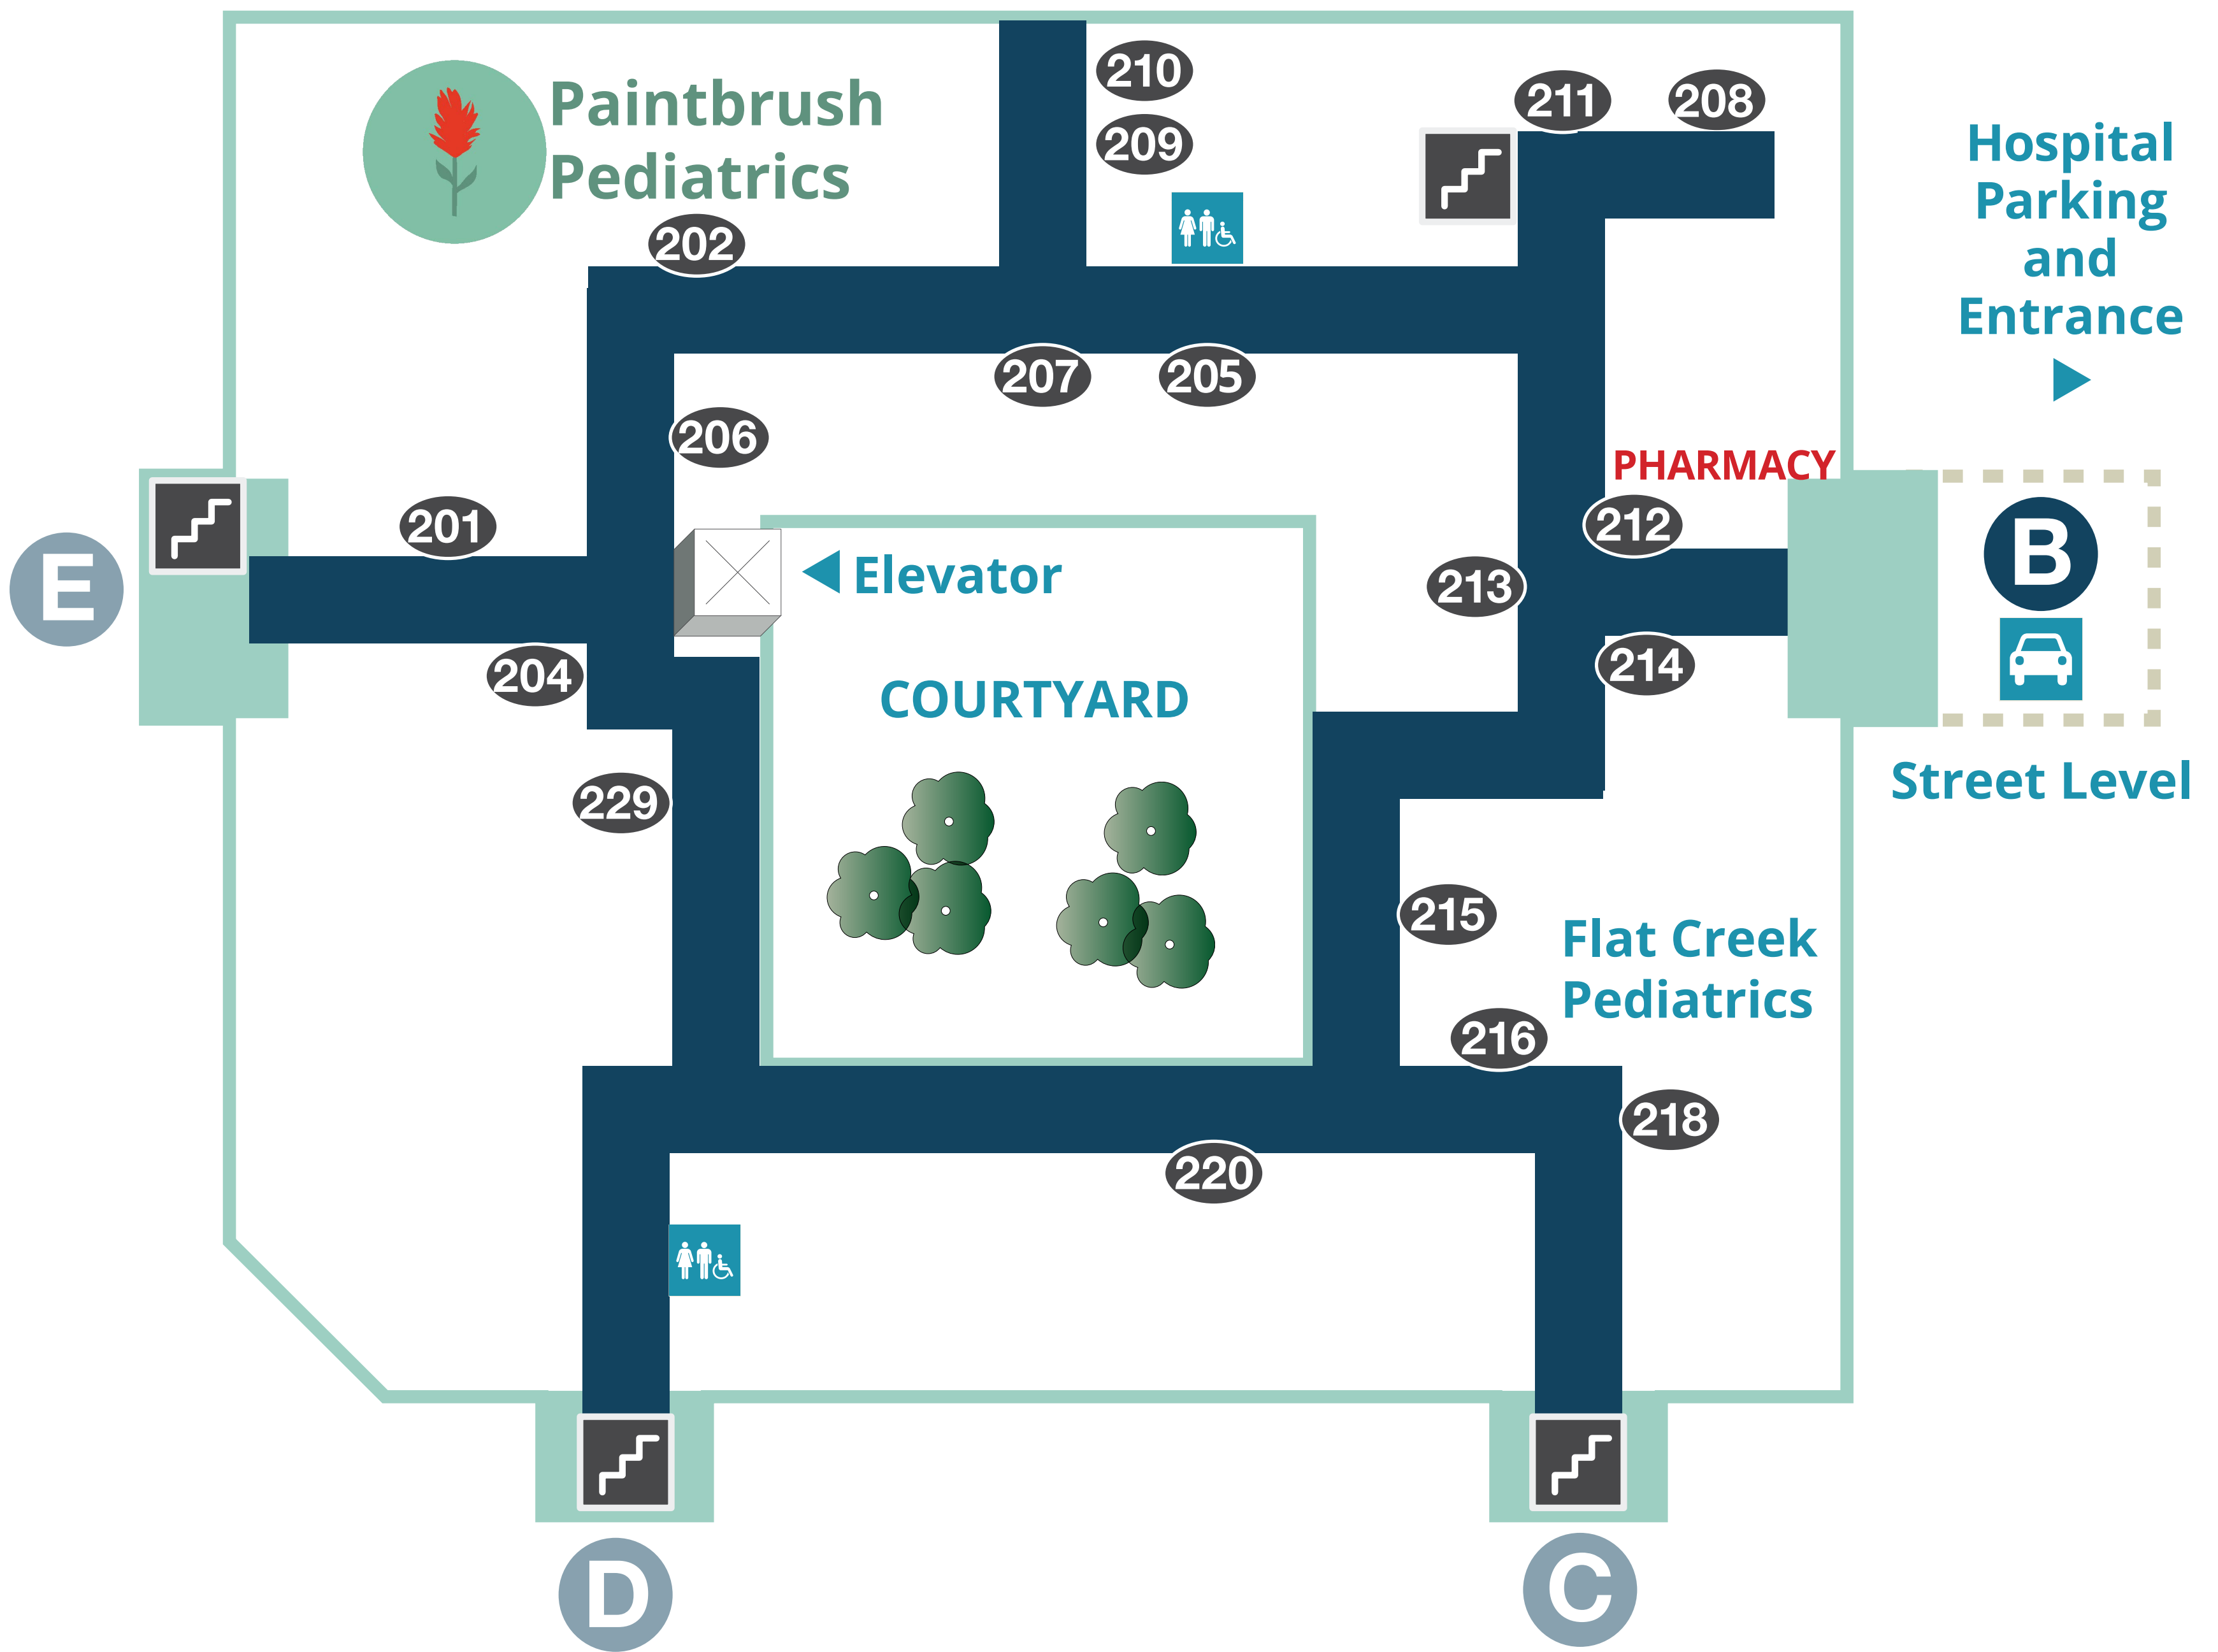 Paintbrush
Pediatrics
210
209
211
208
202
Hospital
Parking
and
Entrance
207
205
206
PHARMACY
201
212
B
E
Elevator
213
204
214
COURTYARD
Street Level
229
215
Flat Creek
Pediatrics
216
218
220
D
C